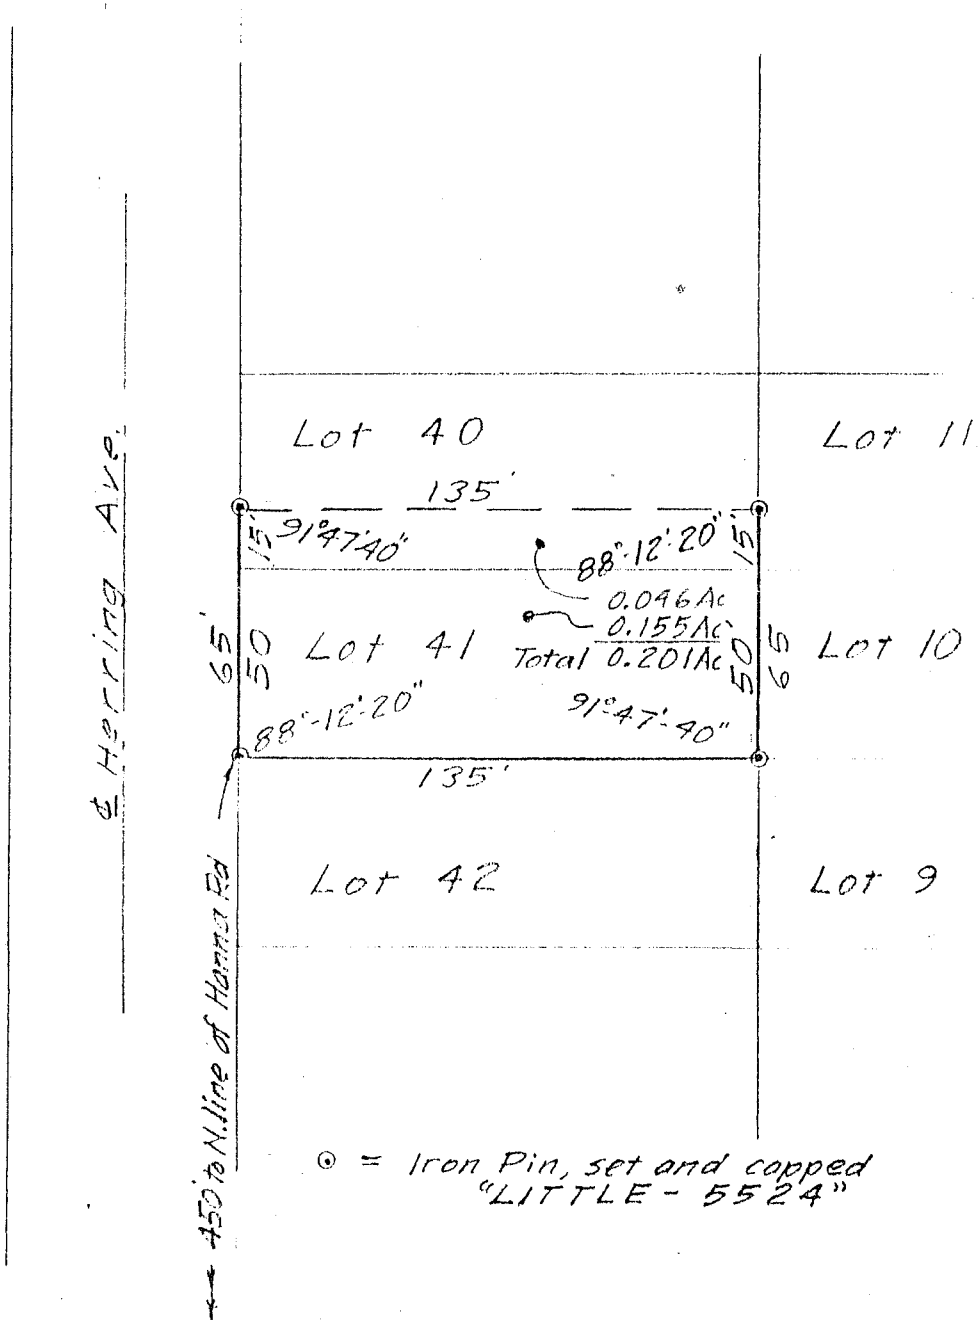 Lot 40
Lot 11
135'
15'
91°47'40"
88°-12'-20"
15'
0.046Ac
0.155Ac
Total 0.201Ac
℄ Herring Ave.
65'
50
Lot 41
50
65
Lot 10
88°-12'-20"
91°-47'-40"
135'
Lot 42
Lot 9
450' to N. line of Hanna Rd
⊙ = Iron Pin, set and capped
"LITTLE - 5524"